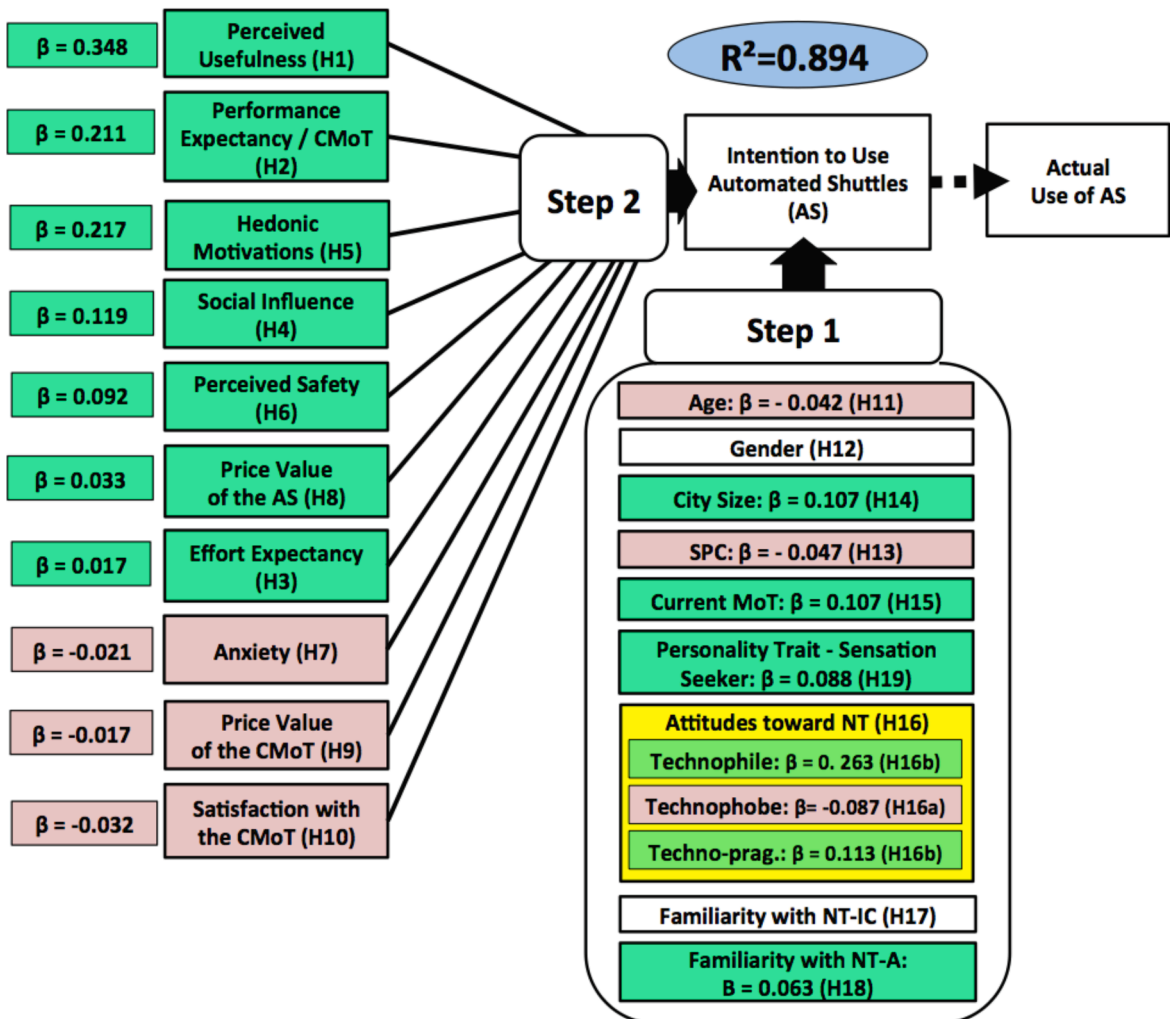 β = 0.348
Perceived
Usefulness (H1)
β = 0.211
Performance
Expectancy / CMoT
(H2)
β = 0.217
Hedonic
Motivations (H5)
β = 0.119
Social Influence
(H4)
β = 0.092
Perceived Safety
(H6)
β = 0.033
Price Value
of the AS (H8)
β = 0.017
Effort Expectancy
(H3)
β = -0.021
Anxiety (H7)
β = -0.017
Price Value
of the CMoT (H9)
β = -0.032
Satisfaction with
the CMoT (H10)
Step 2
R²=0.894
Intention to Use
Automated Shuttles
(AS)
Actual
Use of AS
Step 1
Age: β = - 0.042 (H11)
Gender (H12)
City Size: β = 0.107 (H14)
SPC: β = - 0.047 (H13)
Current MoT: β = 0.107 (H15)
Personality Trait - Sensation
Seeker: β = 0.088 (H19)
Attitudes toward NT (H16)
Technophile: β = 0. 263 (H16b)
Technophobe: β= -0.087 (H16a)
Techno-prag.: β = 0.113 (H16b)
Familiarity with NT-IC (H17)
Familiarity with NT-A:
B = 0.063 (H18)